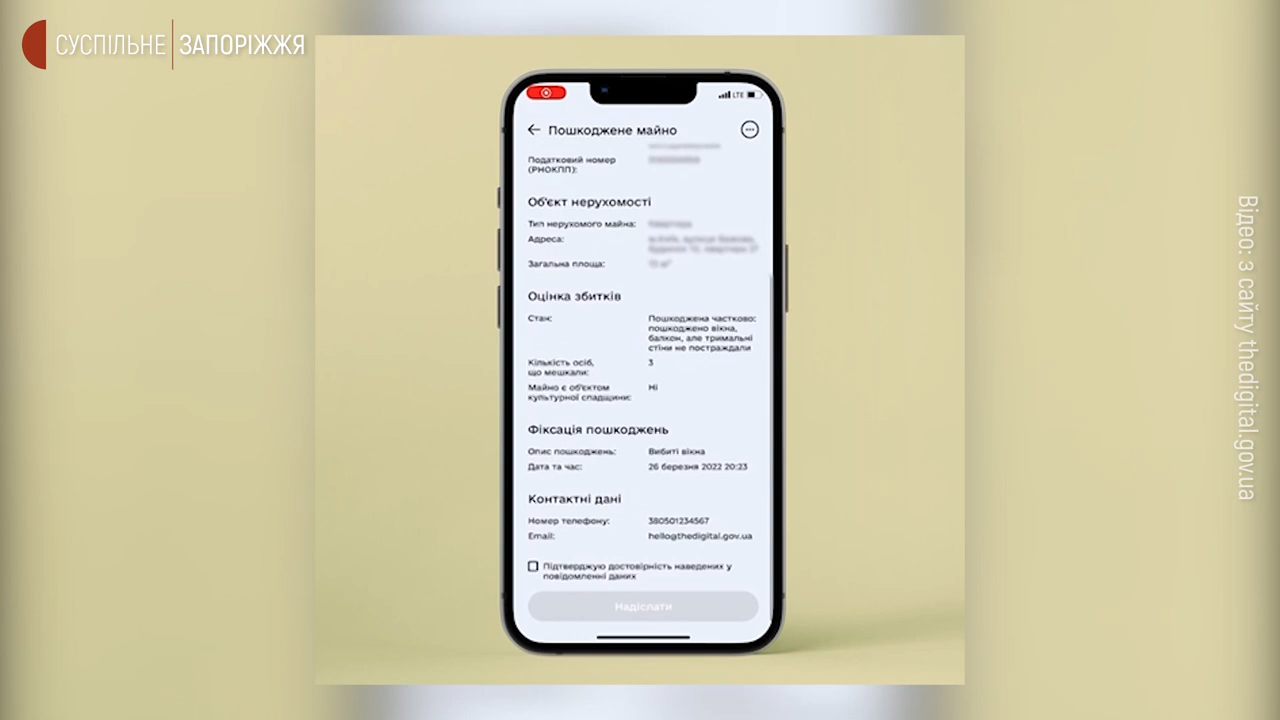 СУСПІЛЬНЕ ЗАПОРІЖЖЯ
LTE
Пошкоджене майно
Податковий номер
(РНОКПП):
Об'єкт нерухомості
Тип нерухомого майна:
Адреса:
Загальна площа:
Оцінка збитків
Стан: Пошкоджена частково:
пошкоджено вікна,
балкон, але тримальні
стіни не постраждали
Кількість осіб, 3
що мешкали:
Майно є об'єктом Ні
культурної спадщини:
Фіксація пошкоджень
Опис пошкоджень: Вибиті вікна
Дата та час: 26 березня 2022 20:23
Контактні дані
Номер телефону: 380501234567
Email: hello@thedigital.gov.ua
Підтверджую достовірність наведених у
повідомленні даних
Надіслати
Відео: з сайту thedigital.gov.ua